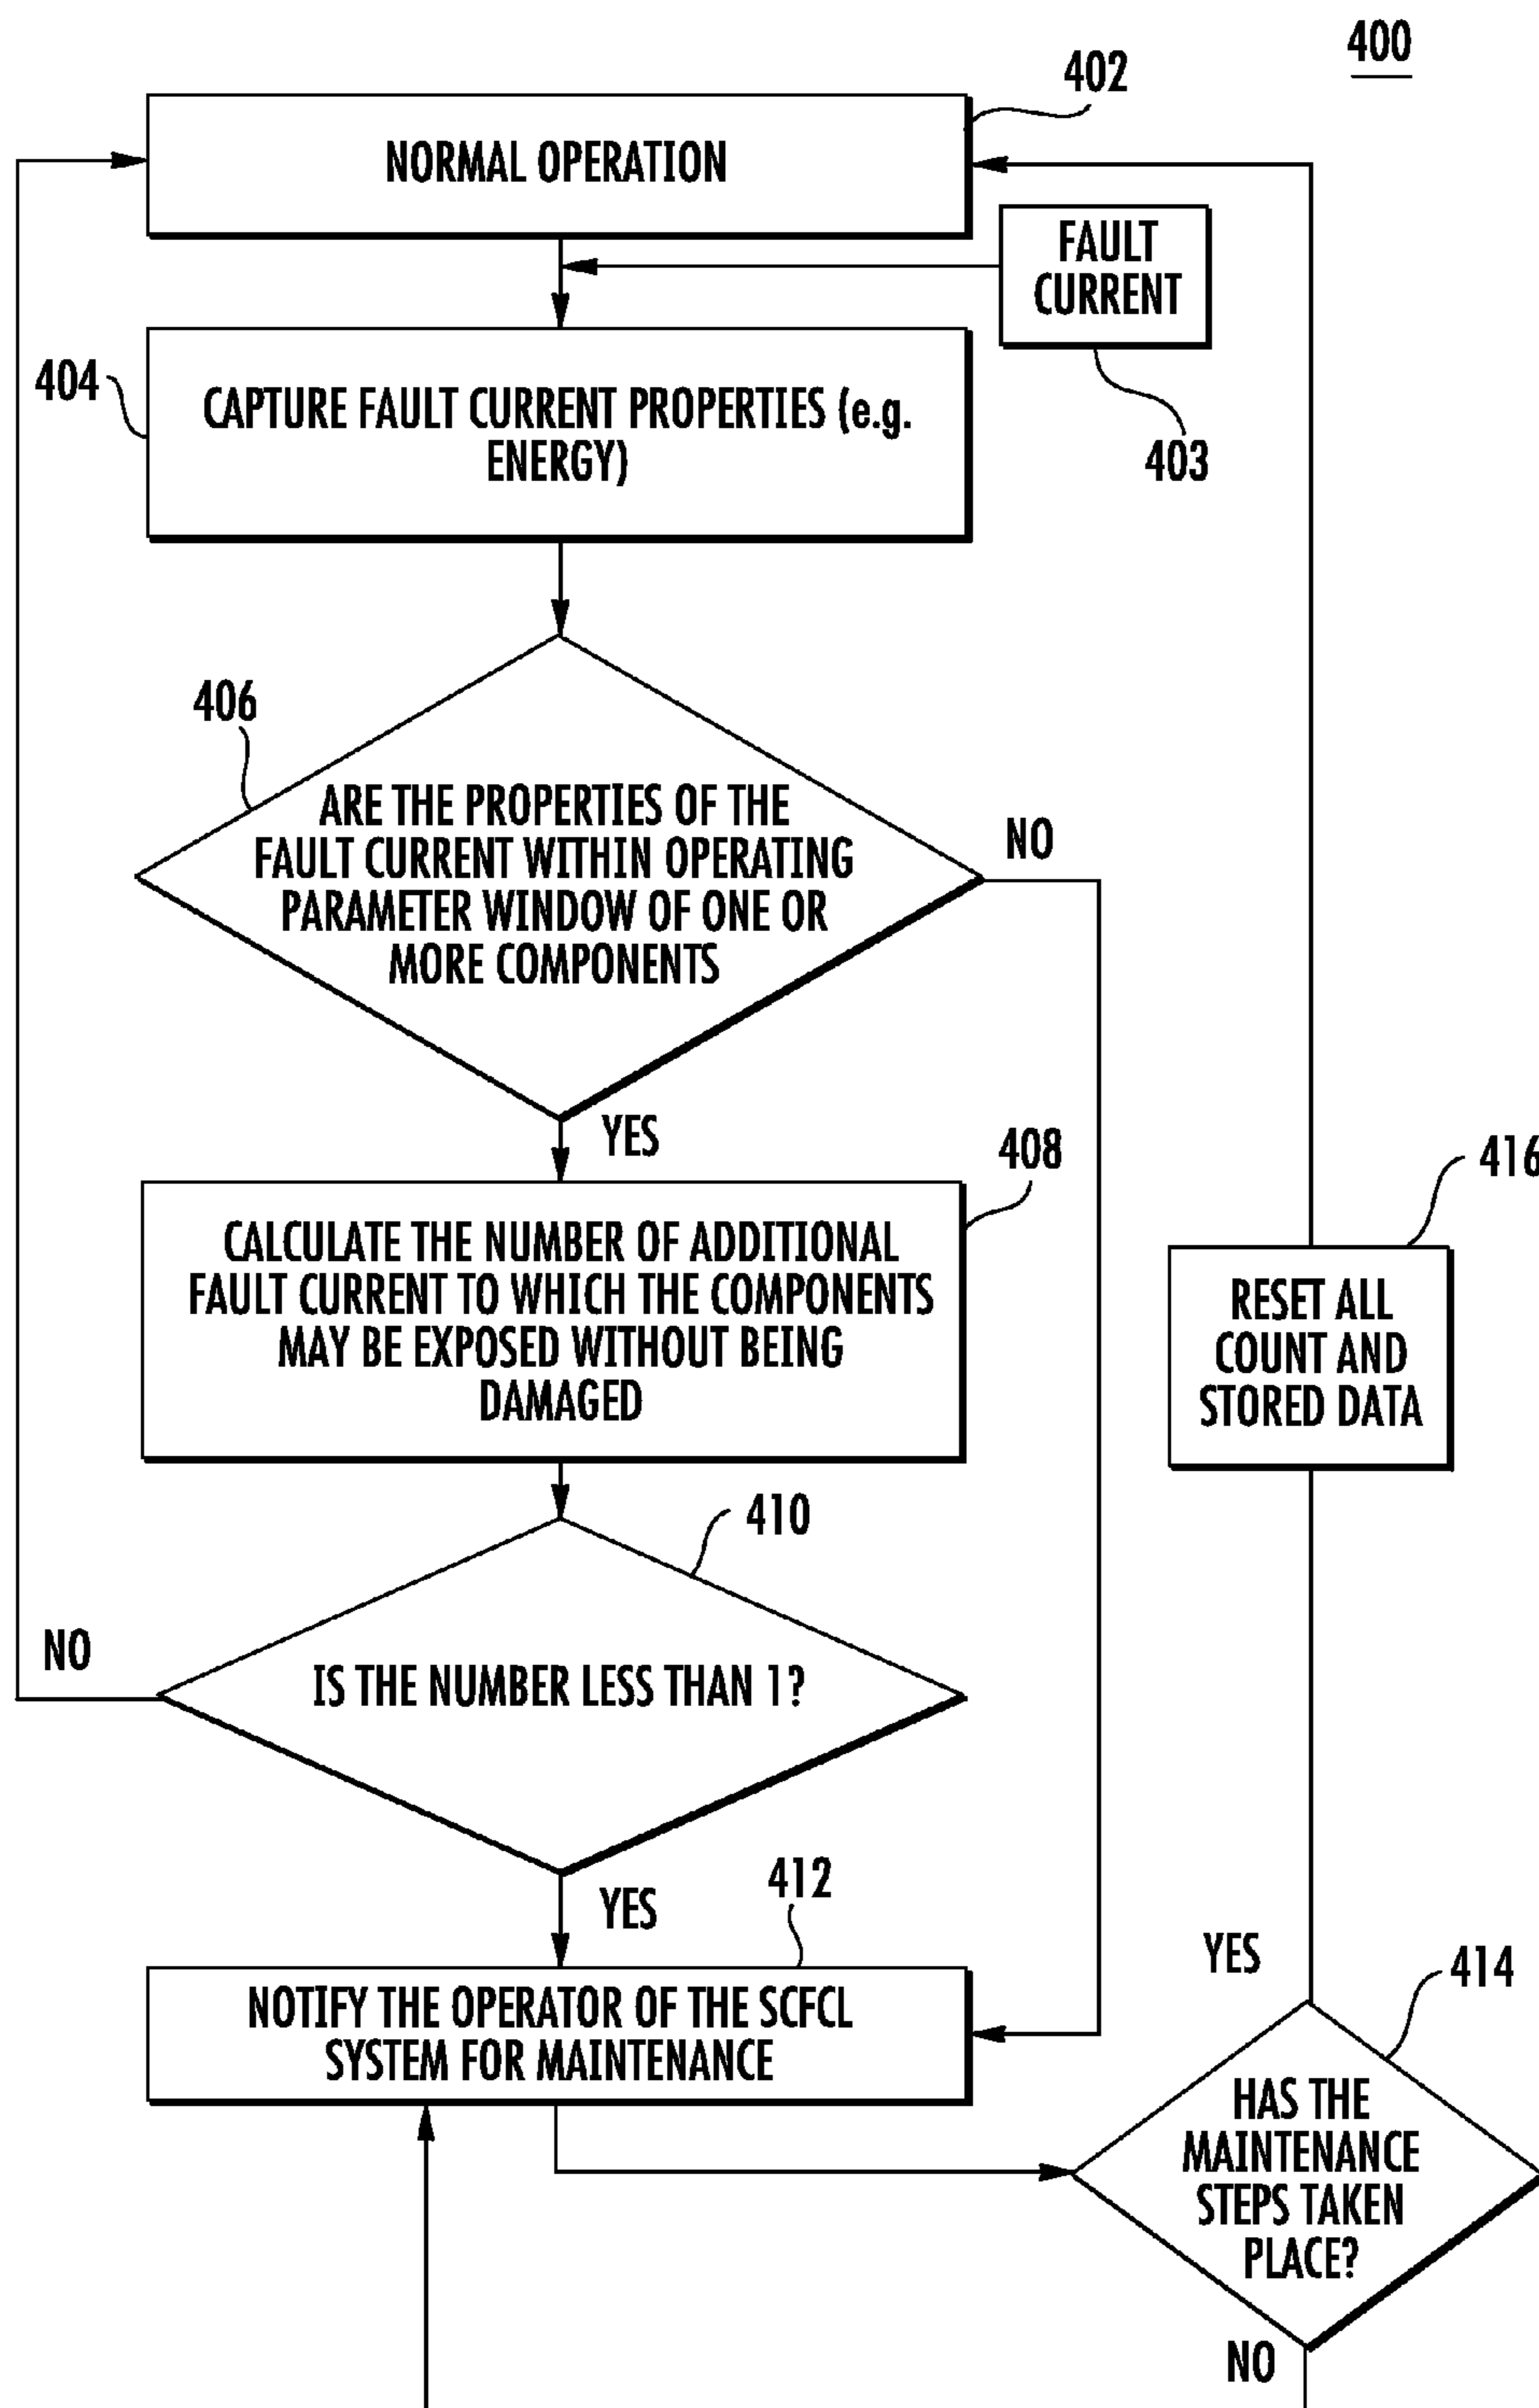 400
402
NORMAL OPERATION
FAULT
CURRENT
403
404
CAPTURE FAULT CURRENT PROPERTIES (e.g.
ENERGY)
406
ARE THE PROPERTIES OF THE
FAULT CURRENT WITHIN OPERATING
PARAMETER WINDOW OF ONE OR
MORE COMPONENTS
NO
YES
408
CALCULATE THE NUMBER OF ADDITIONAL
FAULT CURRENT TO WHICH THE COMPONENTS
MAY BE EXPOSED WITHOUT BEING
DAMAGED
416
RESET ALL
COUNT AND
STORED DATA
410
IS THE NUMBER LESS THAN 1?
NO
YES
412
NOTIFY THE OPERATOR OF THE SCFCL
SYSTEM FOR MAINTENANCE
YES
414
HAS THE
MAINTENANCE
STEPS TAKEN
PLACE?
NO